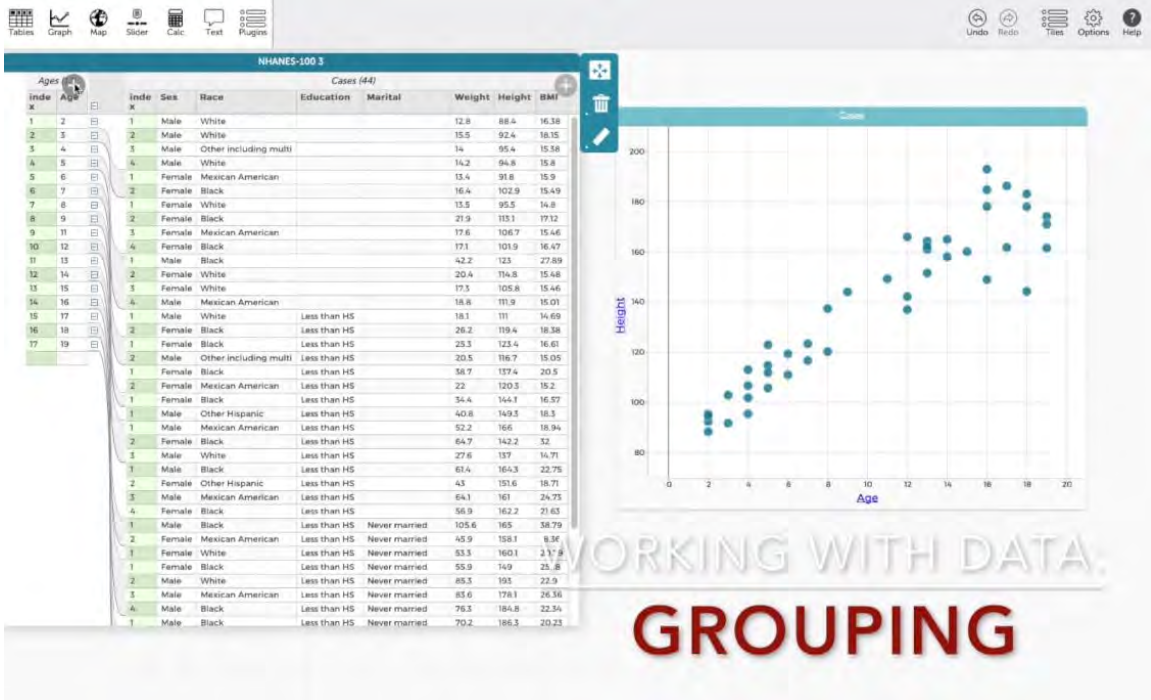 Tables Graph Map Slider Calc Text Plugins Undo Redo Tiles Options Help
NHANES-100 3
Ages Cases (44)
inde x Age inde x Sex Race Education Marital Weight Height BMI
1 2 1 Male White 12.8 88.4 16.38
2 3 2 Male White 15.5 92.4 18.15
3 4 3 Male Other including multi 14 95.4 15.38
4 5 4 Male White 14.2 94.8 15.8
5 6 1 Female Mexican American 13.4 91.8 15.9
6 7 2 Female Black 16.4 102.9 15.49
7 8 1 Female White 13.5 95.5 14.8
8 9 2 Female Black 21.9 113.1 17.12
9 11 3 Female Mexican American 17.6 106.7 15.46
10 12 4 Female Black 17.1 101.9 16.47
11 13 1 Male Black 42.2 123 27.89
12 14 2 Female White 20.4 114.8 15.48
13 15 3 Female White 17.3 105.8 15.46
14 16 4 Male Mexican American 18.8 111.9 15.01
15 17 1 Male White Less than HS 18.1 111 14.69
16 18 2 Female Black Less than HS 26.2 119.4 18.38
17 19 1 Female Black Less than HS 25.3 123.4 16.61
2 Male Other including multi Less than HS 20.5 116.7 15.05
1 Female Black Less than HS 38.7 137.4 20.5
2 Female Mexican American Less than HS 22 120.3 15.2
1 Female Black Less than HS 34.4 144.1 16.57
1 Male Other Hispanic Less than HS 40.8 149.3 18.3
1 Male Mexican American Less than HS 52.2 166 18.94
2 Female Black Less than HS 64.7 142.2 32
3 Male White Less than HS 27.6 137 14.71
1 Male Black Less than HS 61.4 164.3 22.75
2 Female Other Hispanic Less than HS 43 151.6 18.71
3 Male Mexican American Less than HS 64.1 161 24.73
4 Female Black Less than HS 56.9 162.2 21.63
1 Male Black Less than HS Never married 105.6 165 38.79
2 Female Mexican American Less than HS Never married 45.9 158.1
1 Female White Less than HS Never married 53.3 160.1
1 Female Black Less than HS Never married 55.9 149
2 Male White Less than HS Never married 85.3 193 22.9
3 Male Mexican American Less than HS Never married 83.6 178.1 26.36
4 Male Black Less than HS Never married 76.3 184.8 22.34
1 Male Black Less than HS Never married 70.2 186.3 20.23
Cases
200
180
160
140
120
100
80
Height
0 2 4 6 8 10 12 14 16 18 20
Age
WORKING WITH DATA:
GROUPING